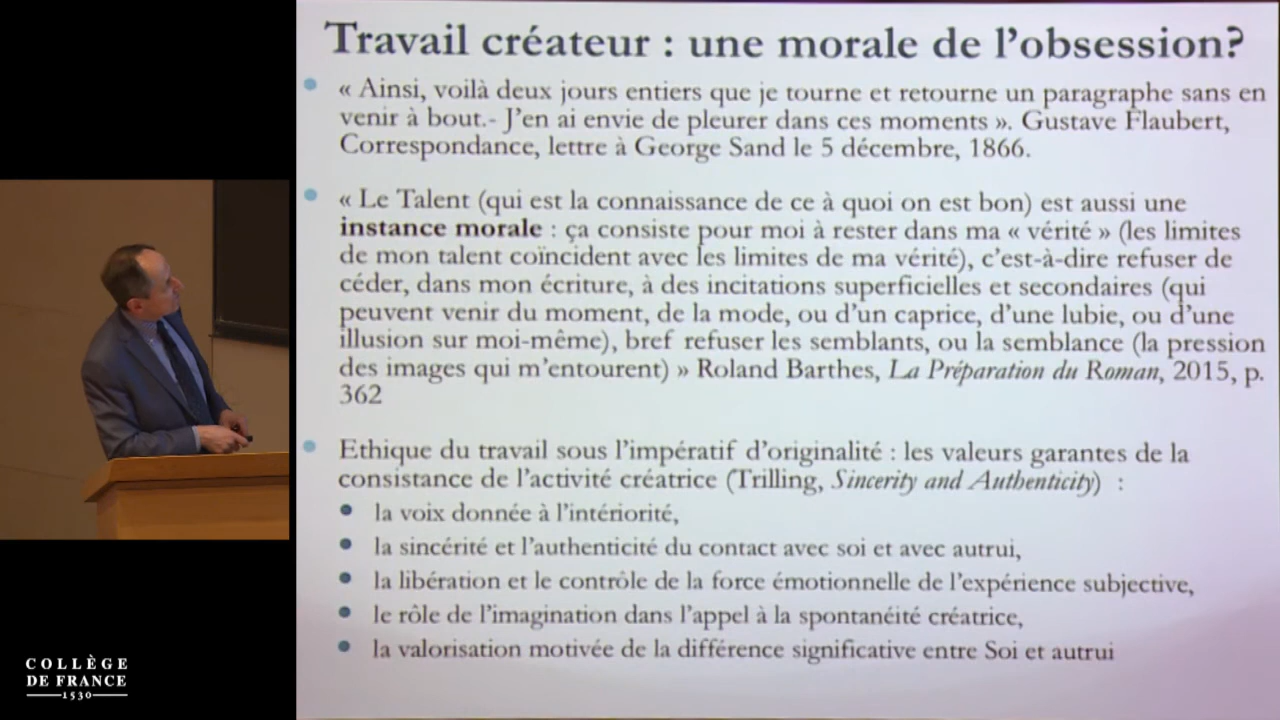 Travail créateur : une morale de l'obsession?
• « Ainsi, voilà deux jours entiers que je tourne et retourne un paragraphe sans en
venir à bout.- J'en ai envie de pleurer dans ces moments ». Gustave Flaubert,
Correspondance, lettre à George Sand le 5 décembre, 1866.
• « Le Talent (qui est la connaissance de ce à quoi on est bon) est aussi une
instance morale : ça consiste pour moi à rester dans ma « vérité » (les limites
de mon talent coïncident avec les limites de ma vérité), c'est-à-dire refuser de
céder, dans mon écriture, à des incitations superficielles et secondaires (qui
peuvent venir du moment, de la mode, ou d'un caprice, d'une lubie, ou d'une
illusion sur moi-même), bref refuser les semblants, ou la semblance (la pression
des images qui m'entourent) » Roland Barthes, La Préparation du Roman, 2015, p.
362
• Ethique du travail sous l'impératif d'originalité : les valeurs garantes de la
consistance de l'activité créatrice (Trilling, Sincerity and Authenticity) :
• la voix donnée à l'intériorité,
• la sincérité et l'authenticité du contact avec soi et avec autrui,
• la libération et le contrôle de la force émotionnelle de l'expérience subjective,
• le rôle de l'imagination dans l'appel à la spontanéité créatrice,
• la valorisation motivée de la différence significative entre Soi et autrui
COLLÈGE
DE FRANCE
1530